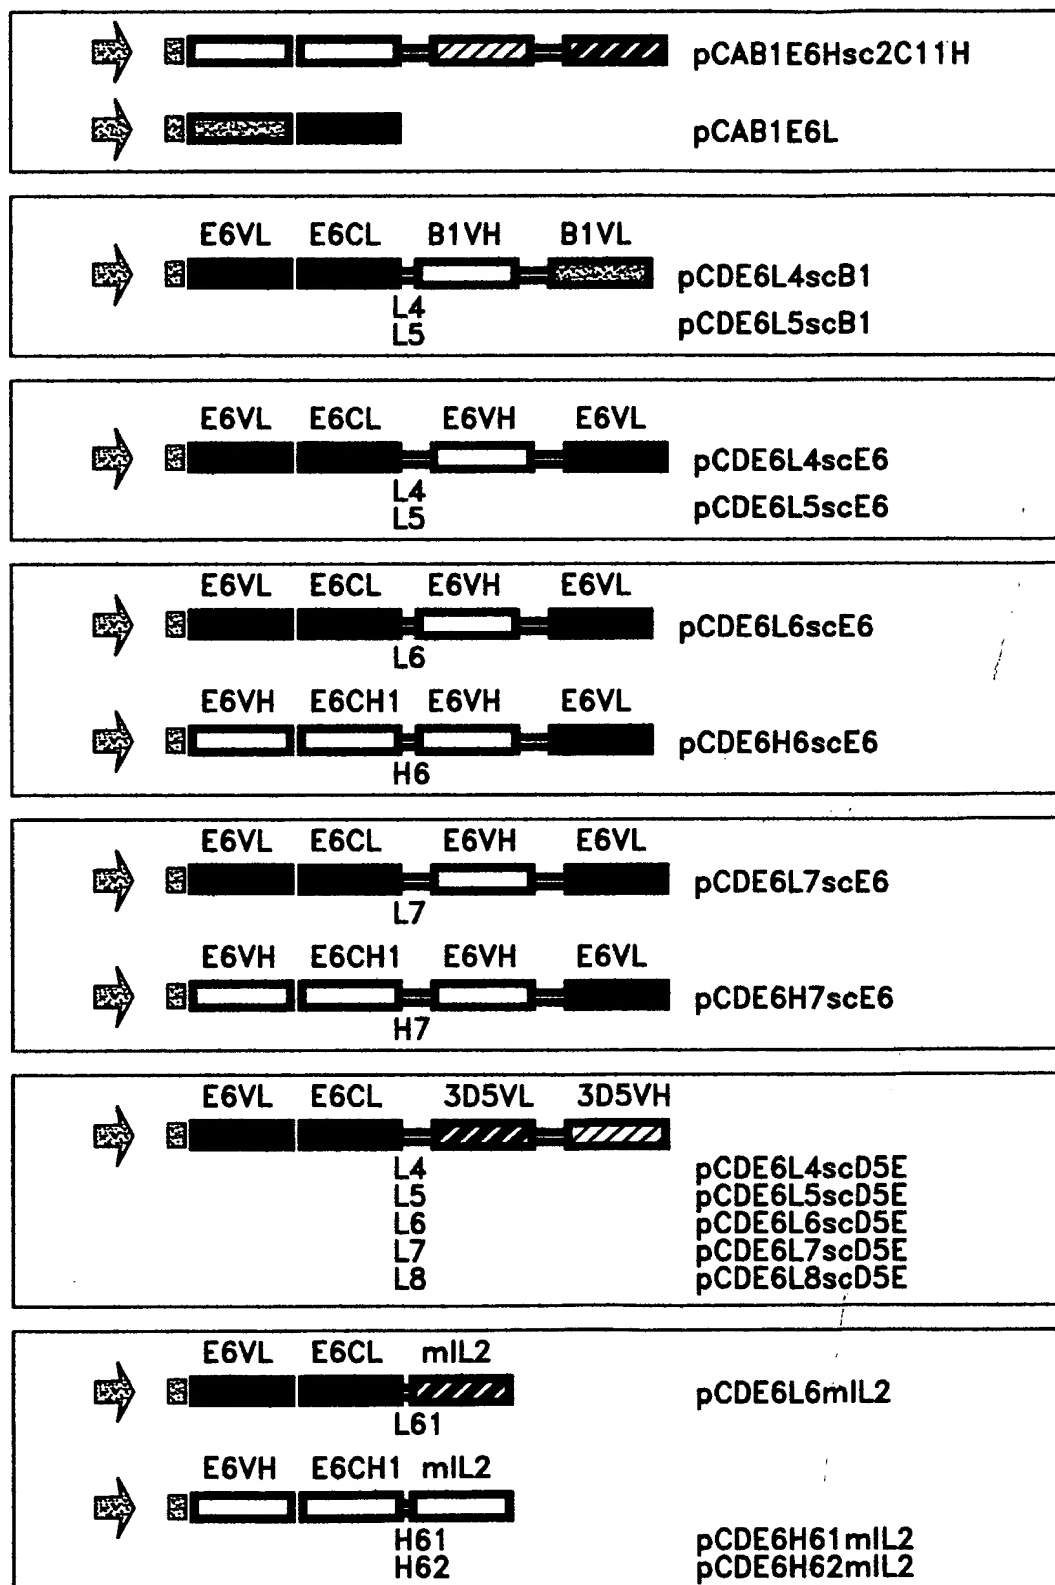 pCAB1E6Hsc2C11H
pCAB1E6L
E6VL E6CL B1VH B1VL
pCDE6L4scB1
L4
L5 pCDE6L5scB1
E6VL E6CL E6VH E6VL
pCDE6L4scE6
L4
L5 pCDE6L5scE6
E6VL E6CL E6VH E6VL
pCDE6L6scE6
L6
E6VH E6CH1 E6VH E6VL
pCDE6H6scE6
H6
E6VL E6CL E6VH E6VL
pCDE6L7scE6
L7
E6VH E6CH1 E6VH E6VL
pCDE6H7scE6
H7
E6VL E6CL 3D5VL 3D5VH
L4 pCDE6L4scD5E
L5 pCDE6L5scD5E
L6 pCDE6L6scD5E
L7 pCDE6L7scD5E
L8 pCDE6L8scD5E
E6VL E6CL mIL2
pCDE6L6mIL2
L61
E6VH E6CH1 mIL2
H61 pCDE6H61mIL2
H62 pCDE6H62mIL2